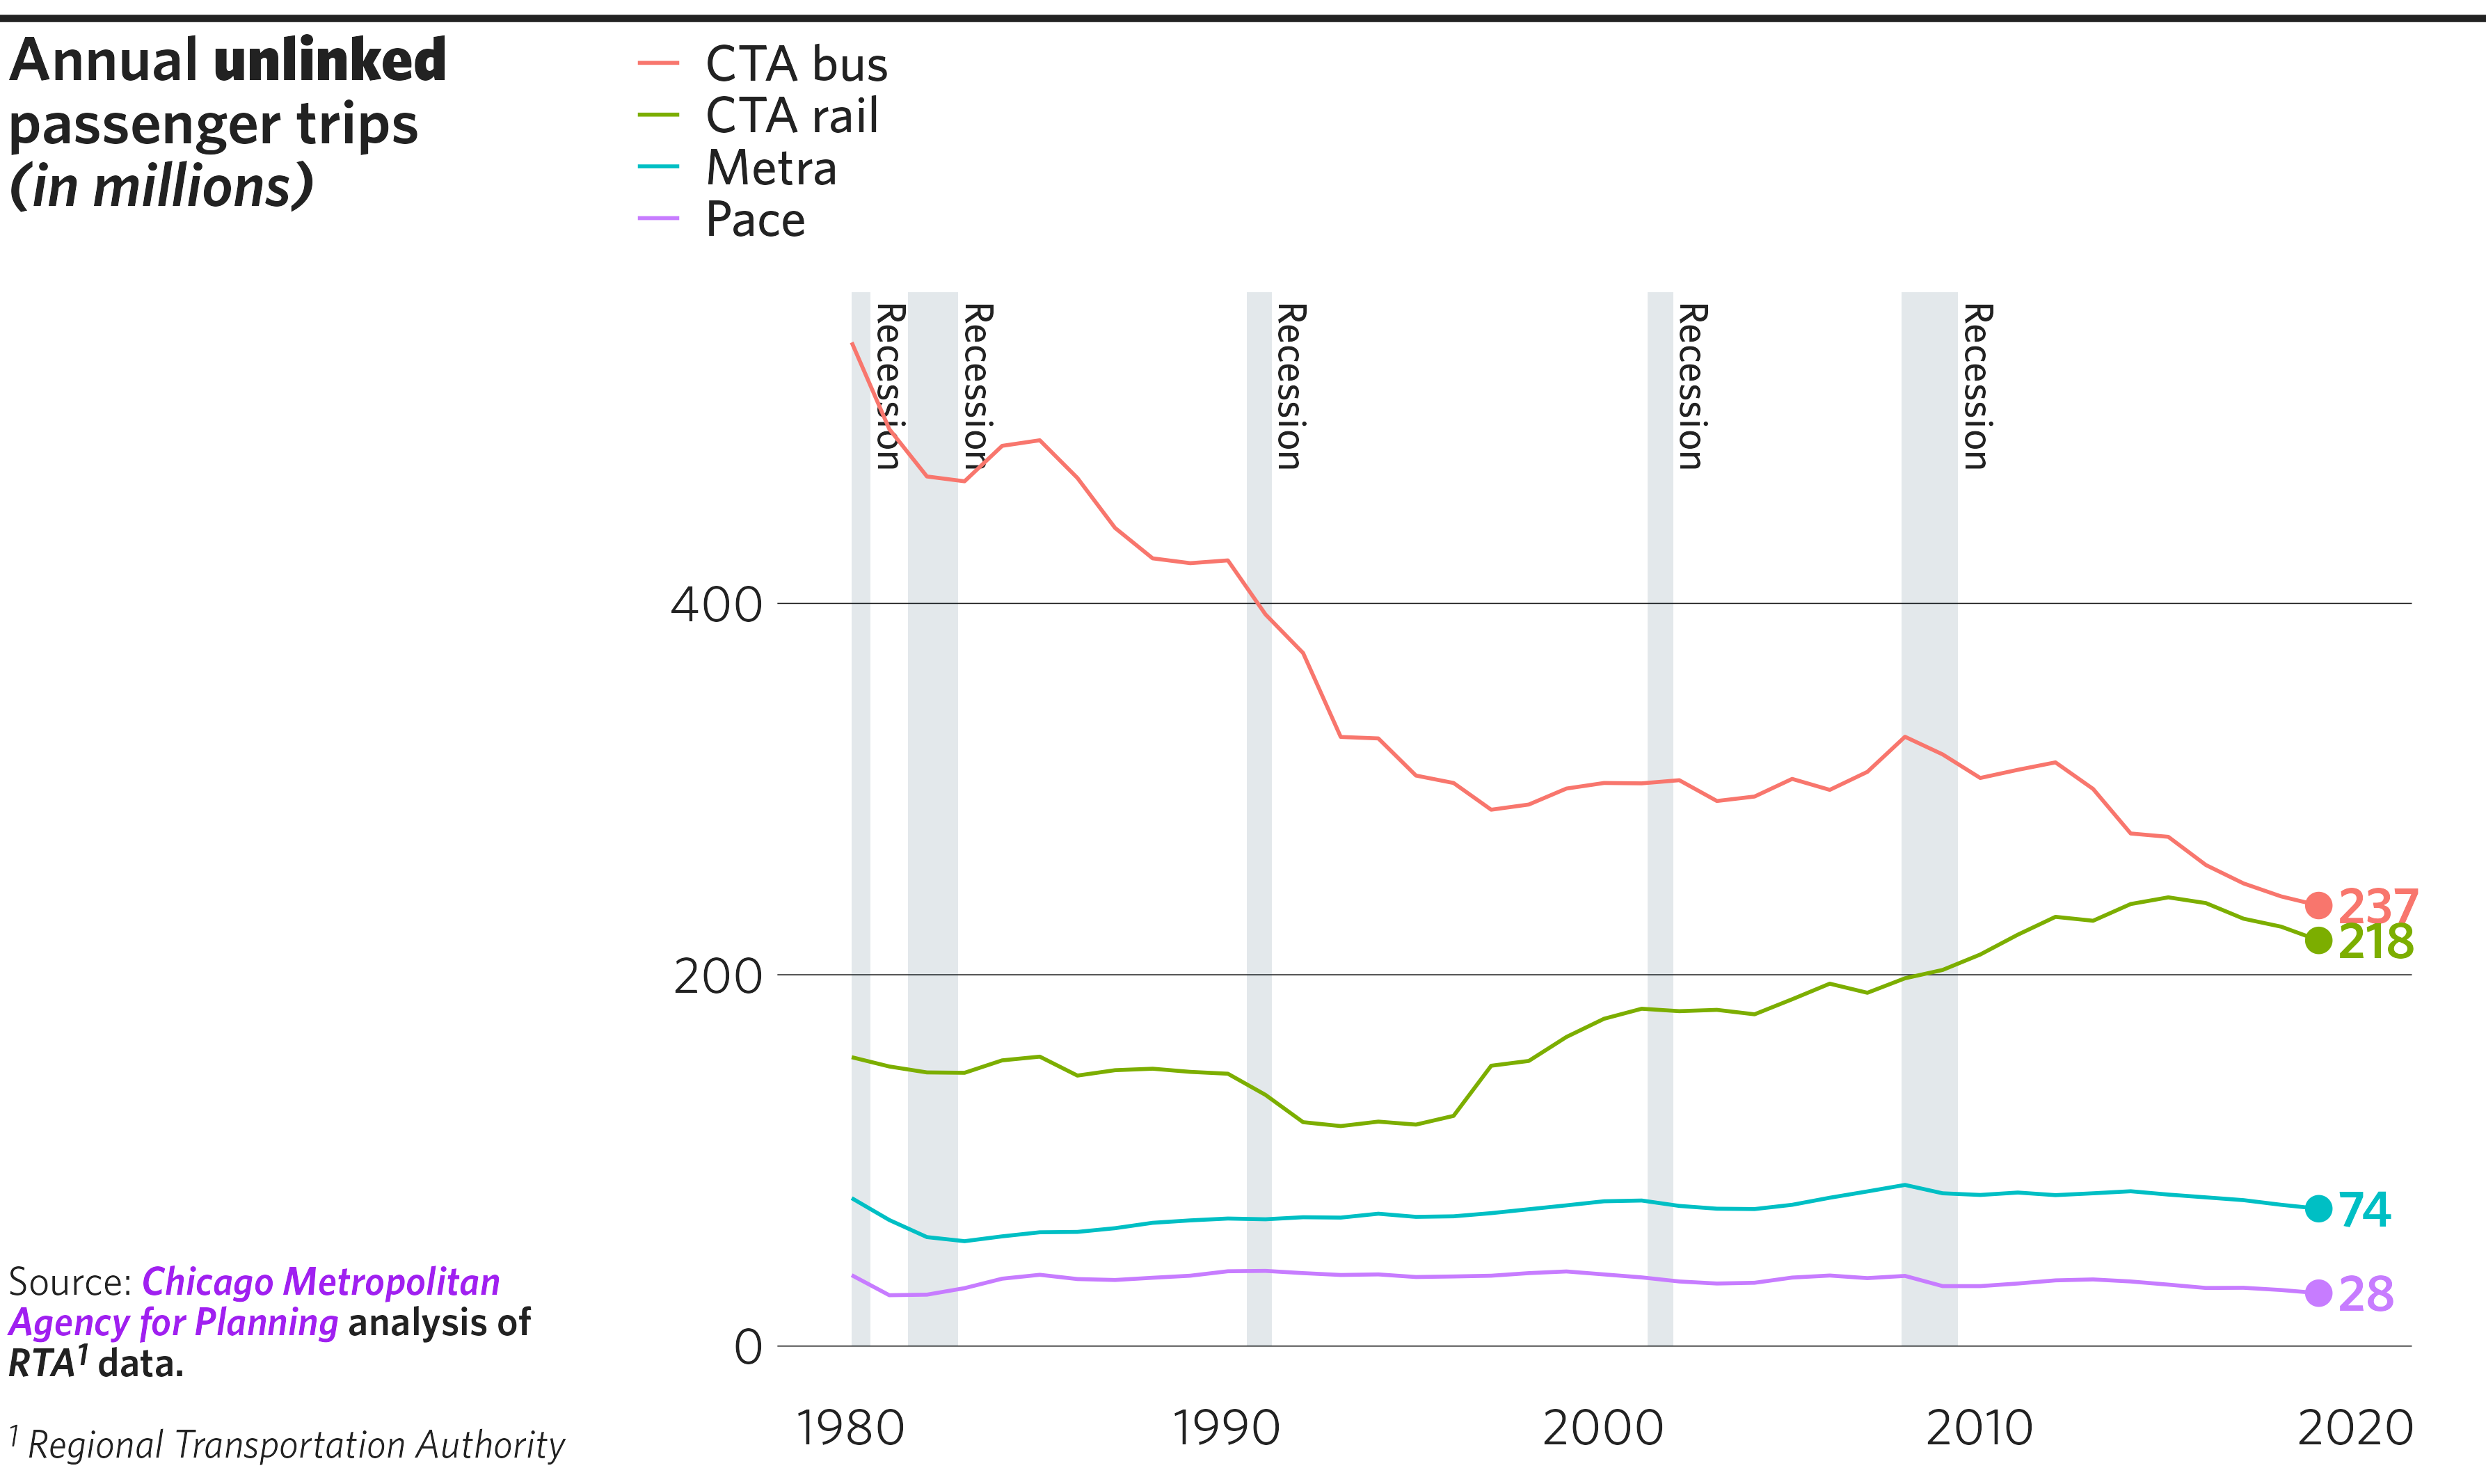 Annual unlinked
passenger trips
(in millions)
CTA bus
CTA rail
Metra
Pace
Recession
Recession
Recession
Recession
Recession
400
200
0
237
218
74
28
1980
1990
2000
2010
2020
Source: Chicago Metropolitan
Agency for Planning analysis of
RTA¹ data.
¹ Regional Transportation Authority